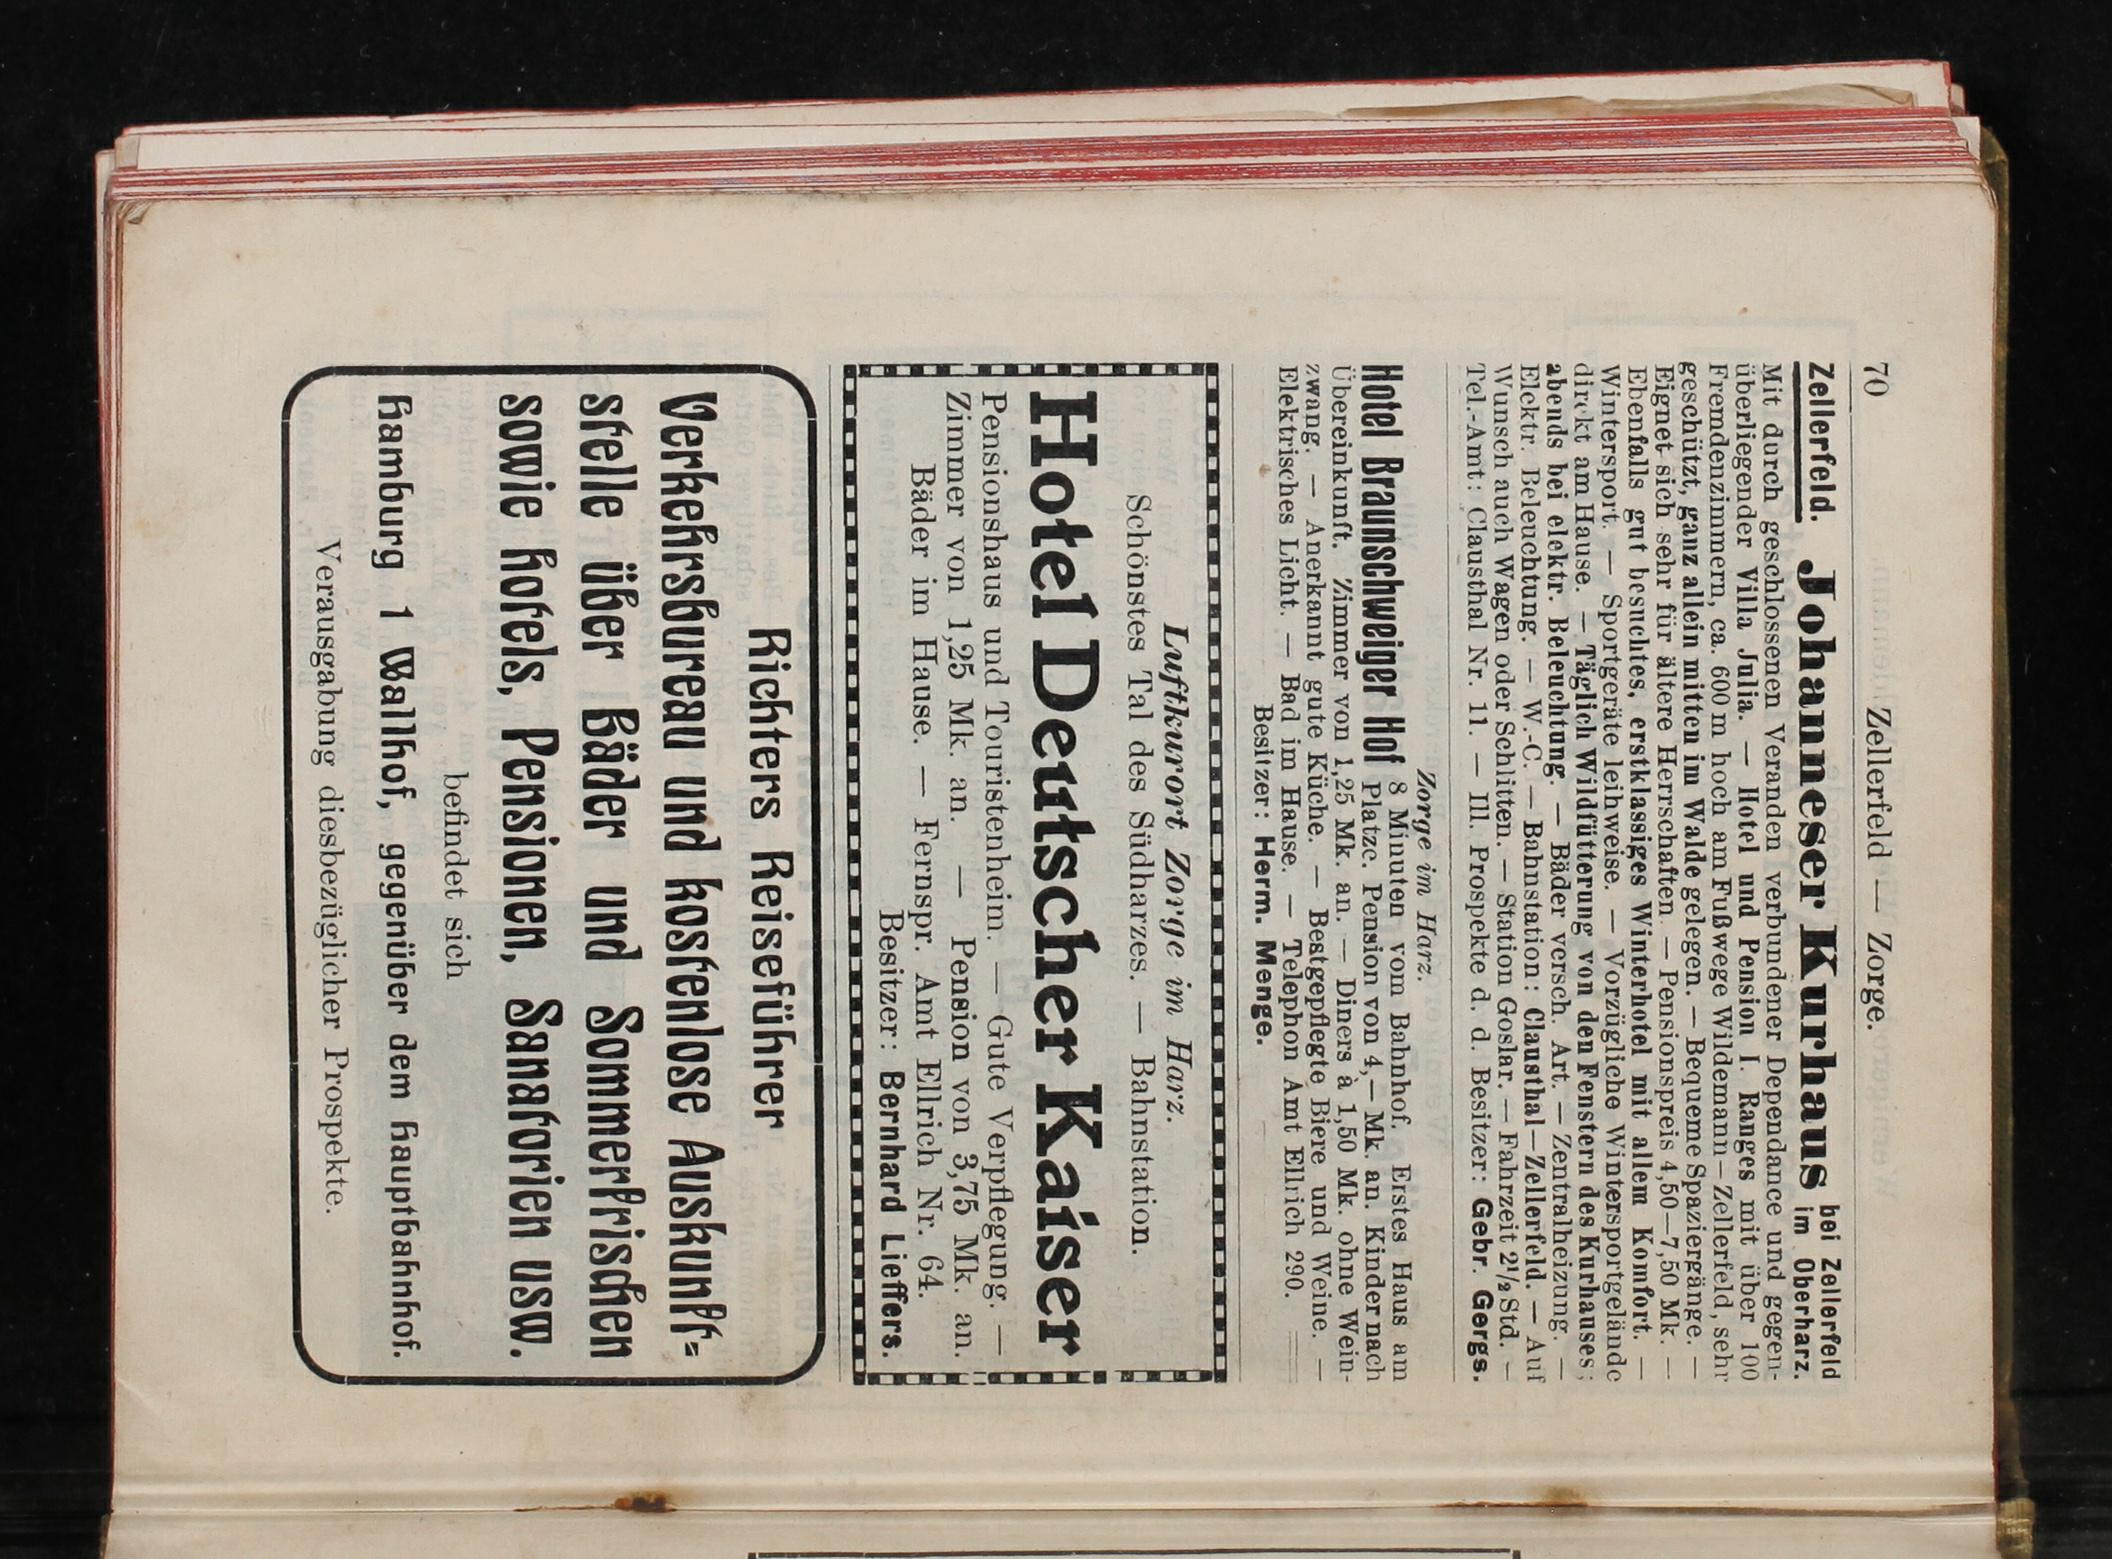 70 Zellerfeld — Zorge.
Zellerfeld. Johanneser Kurhaus bei Zellerfeld im Oberharz.
Mit durch geschlossenen Veranden verbundener Dependance und gegen-
überliegender Villa Julia. — Hotel und Pension I. Ranges mit über 100
Fremdenzimmern, ca. 600 m hoch am Fußwege Wildemann–Zellerfeld, sehr
geschützt, ganz allein mitten im Walde gelegen. — Bequeme Spaziergänge. —
Eignet sich sehr für ältere Herrschaften. — Pensionspreis 4,50—7,50 Mk. —
Ebenfalls gut besuchtes, erstklassiges Winterhotel mit allem Komfort. —
Wintersport. — Sportgeräte leihweise. — Vorzügliche Wintersportgelände
direkt am Hause. — Täglich Wildfütterung von den Fenstern des Kurhauses;
abends bei elektr. Beleuchtung. — Bäder versch. Art. — Zentralheizung. —
Elektr. Beleuchtung. — W.-C. — Bahnstation: Clausthal–Zellerfeld. — Auf
Wunsch auch Wagen oder Schlitten. — Station Goslar. — Fahrzeit 2½ Std. —
Tel.-Amt: Clausthal Nr. 11. — Ill. Prospekte d. d. Besitzer: Gebr. Gergs.
Zorge im Harz.
Hotel Braunschweiger Hof 8 Minuten vom Bahnhof. Erstes Haus am
Platze. Pension von 4,— Mk. an. Kinder nach
Übereinkunft. Zimmer von 1,25 Mk. an. — Diners à 1,50 Mk. ohne Wein-
zwang. — Anerkannt gute Küche. — Bestgepflegte Biere und Weine. —
Elektrisches Licht. — Bad im Hause. — Telephon Amt Ellrich 290.
Besitzer: Herm. Menge.
Luftkurort Zorge im Harz.
Schönstes Tal des Südharzes. — Bahnstation.
Hotel Deutscher Kaiser
Pensionshaus und Touristenheim. — Gute Verpflegung. —
Zimmer von 1,25 Mk. an. — Pension von 3,75 Mk. an.
Bäder im Hause. — Fernspr. Amt Ellrich Nr. 64.
Besitzer: Bernhard Lieffers.
Richters Reiseführer
Verkehrsbureau und kostenlose Auskunft-
stelle über Bäder und Sommerfrischen
sowie Hotels, Pensionen, Sanatorien usw.
befindet sich
Hamburg 1 Wallhof, gegenüber dem Hauptbahnhof.
Verausgabung diesbezüglicher Prospekte.